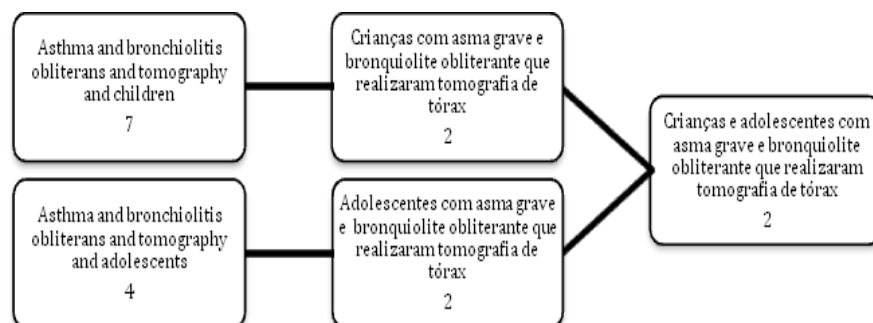 Asthma and bronchiolitis
obliterans and tomography
and children
7
Crianças com asma grave e
bronquiolite obliterante que
realizaram tomografia de
tórax
2
Crianças e adolescentes com
asma grave e bronquiolite
obliterante que realizaram
tomografia de tórax
2
Asthma and bronchiolitis
obliterans and tomography
and adolescents
4
Adolescentes com asma grave
e bronquiolite obliterante que
realizaram tomografia de
tórax
2